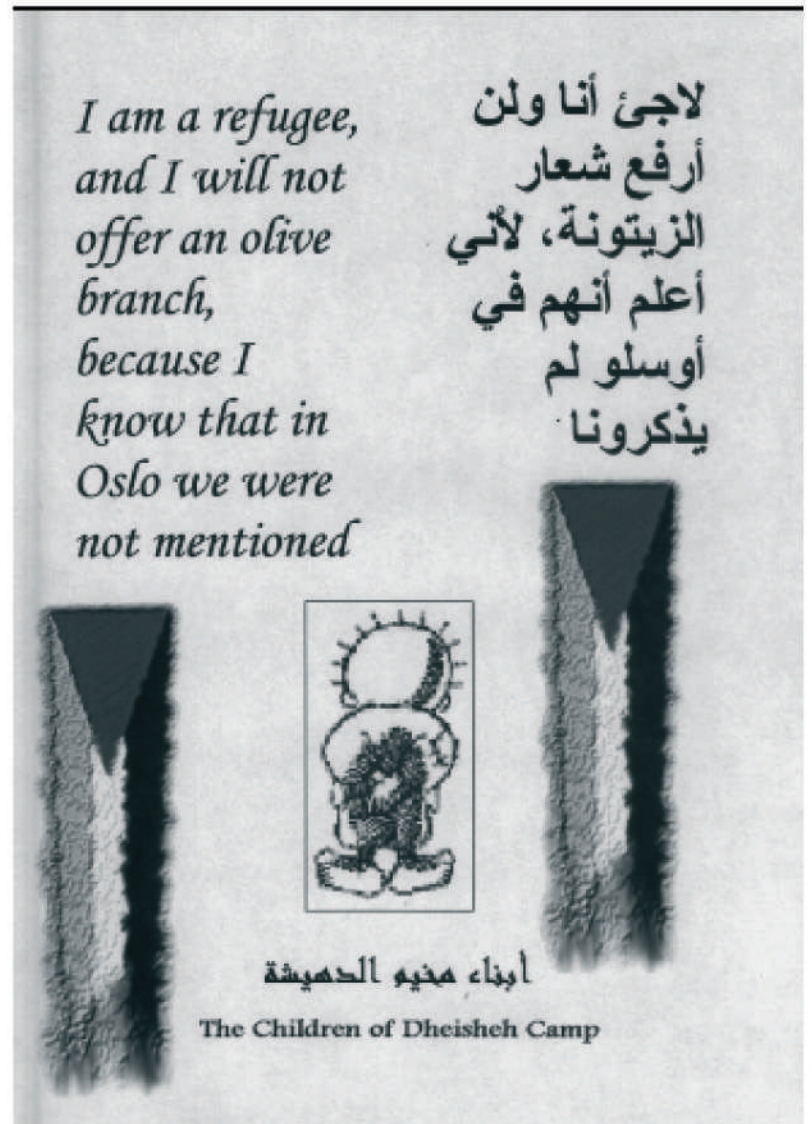 I am a refugee,
and I will not
offer an olive
branch,
because I
know that in
Oslo we were
not mentioned
لاجئ أنا ولن
أرفع شعار
الزيتونة، لأني
أعلم أنهم في
أوسلو لم
يذكرونا
أبناء مخيم الدهيشة
The Children of Dheisheh Camp